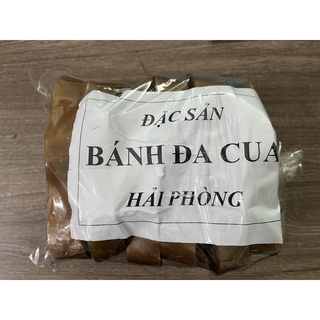 ĐẶC SẢN
BÁNH ĐA CUA
HẢI PHÒNG